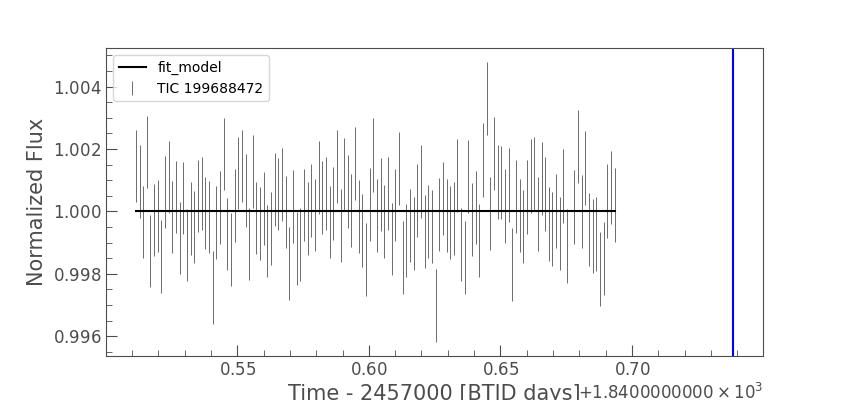 fit_model
TIC 199688472
1.004
1.002
1.000
0.998
0.996
Normalized Flux
0.55 0.60 0.65 0.70
Time - 2457000 [BTJD days]
+1.8400000000 × 10³